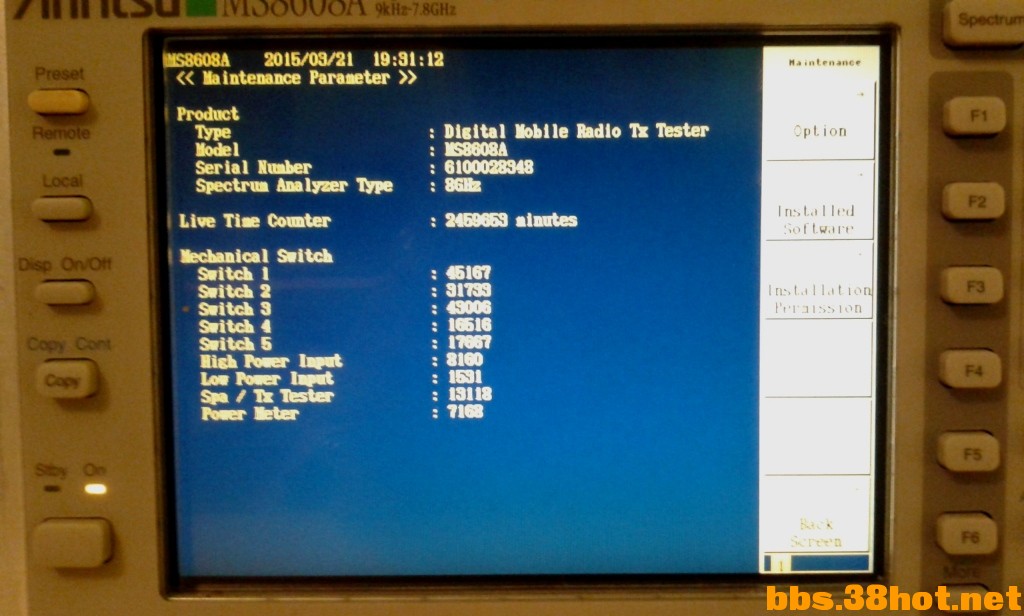 Anritsu MS8608A 9kHz-7.8GHz
Spectrum
MS8608A 2015/03/21 19:31:12
<< Maintenance Parameter >>
Product
Type : Digital Mobile Radio Tx Tester
Model : MS8608A
Serial Number : 6100028348
Spectrum Analyzer Type : 8GHz
Live Time Counter : 2459653 minutes
Mechanical Switch
Switch 1 : 45167
Switch 2 : 31733
Switch 3 : 43006
Switch 4 : 16516
Switch 5 : 17667
High Power Input : 3160
Low Power Input : 1531
Spa / Tx Tester : 13118
Power Meter : 7168
Maintenance
→
Option
Installed
Software
Installation
Permission
Back
Screen
1
Preset
Remote
Local
Disp On/Off
Copy Cont
Copy
Stby On
F1
F2
F3
F4
F5
F6
More
bbs.38hot.net